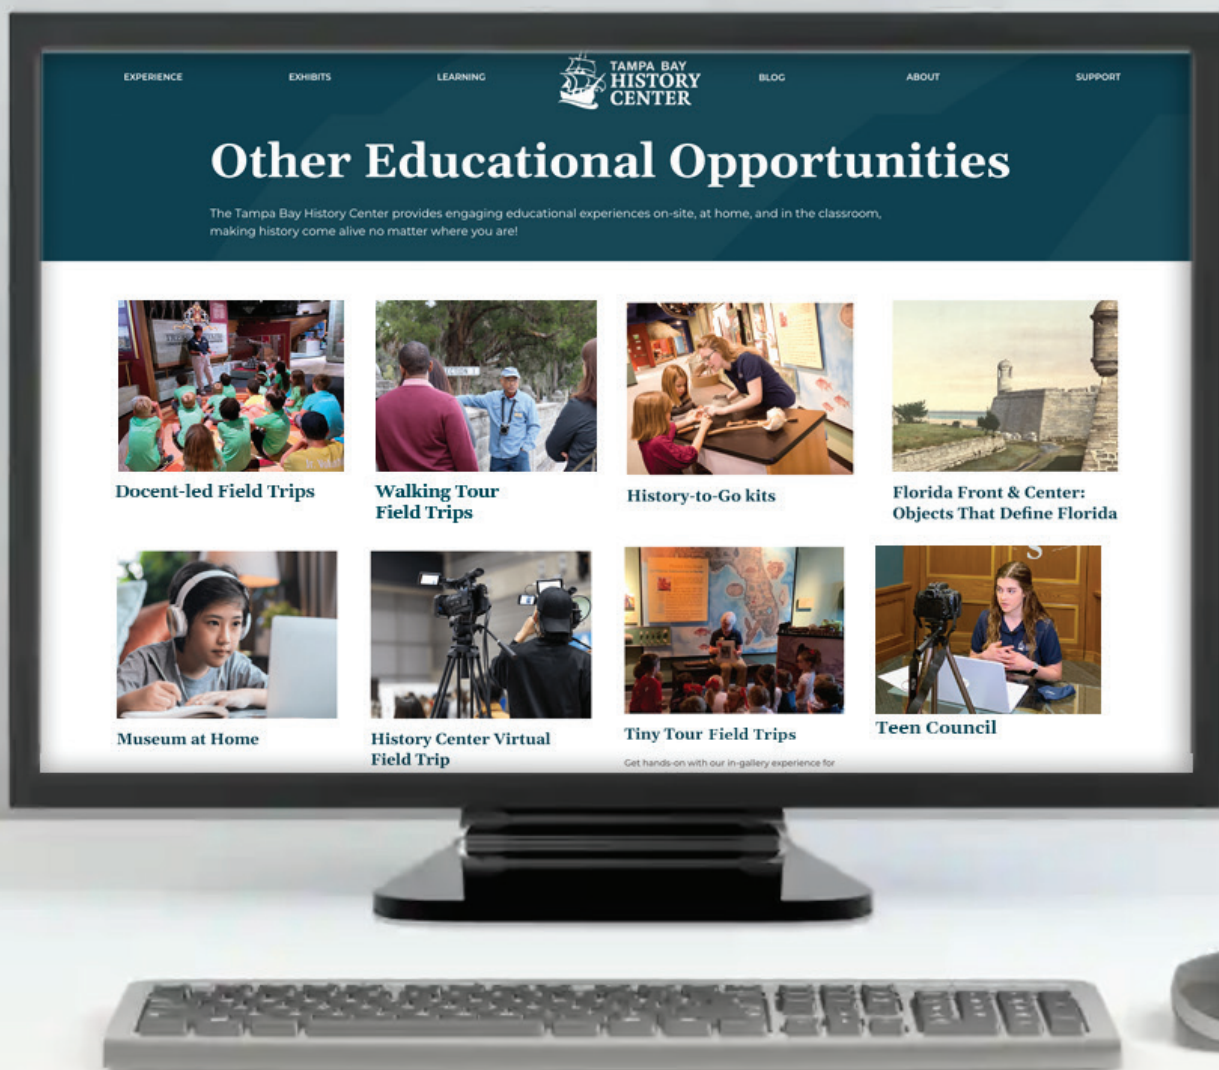 EXPERIENCE
EXHIBITS
LEARNING
TAMPA BAY
HISTORY
CENTER
BLOG
ABOUT
SUPPORT
Other Educational Opportunities
The Tampa Bay History Center provides engaging educational experiences on-site, at home, and in the classroom,
making history come alive no matter where you are!
SECTION 1
Docent-led Field Trips
Walking Tour
Field Trips
History-to-Go kits
Florida Front & Center:
Objects That Define Florida
Museum at Home
History Center Virtual
Field Trip
Tiny Tour Field Trips
Get hands-on with our in-gallery experience for
Teen Council